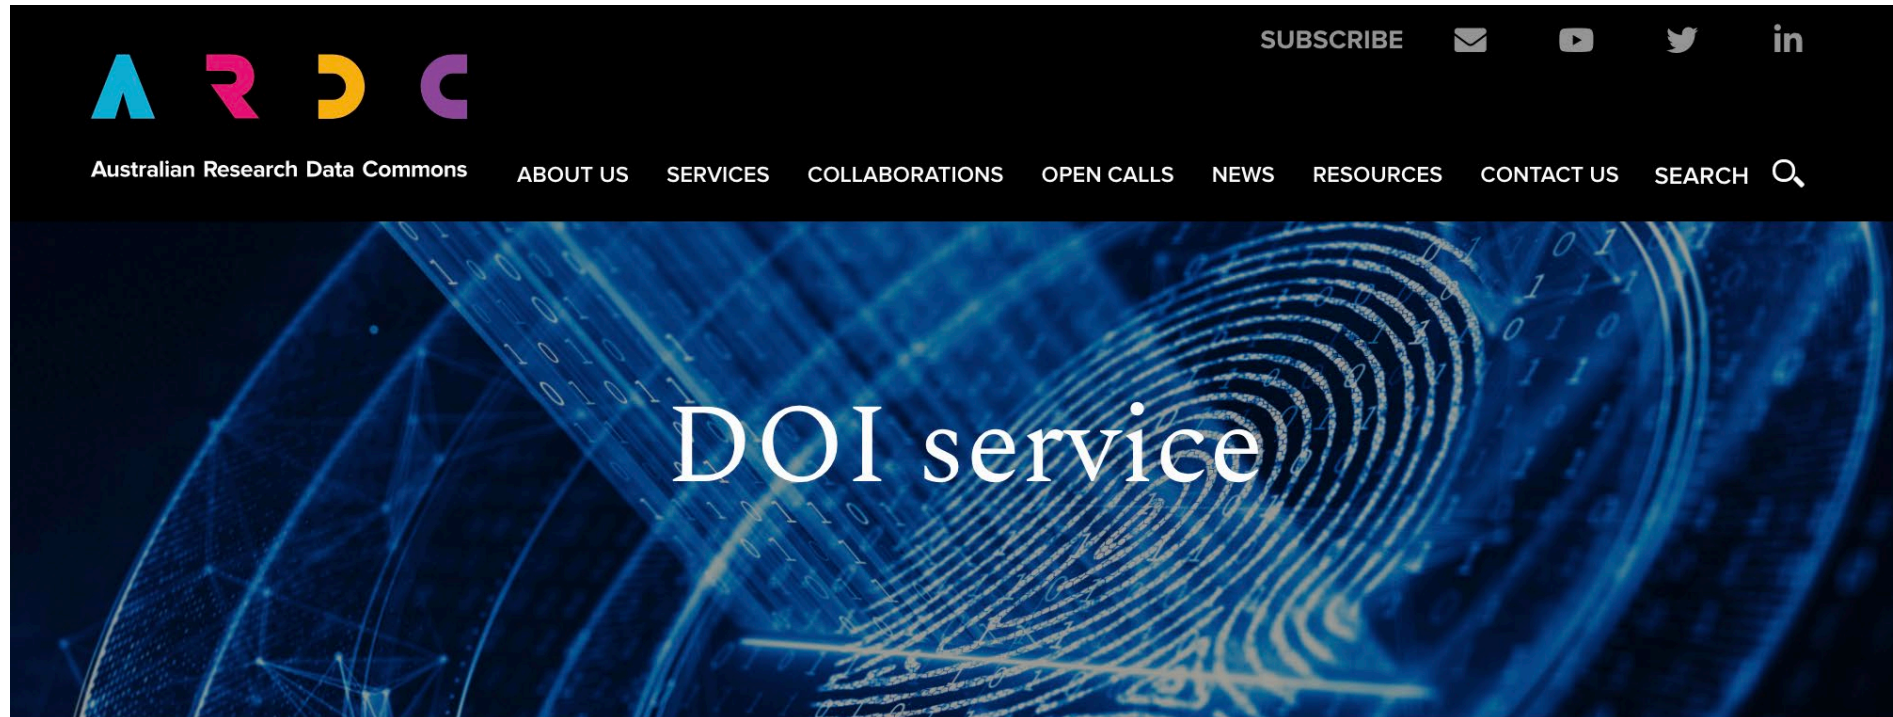 SUBSCRIBE
A R D C
Australian Research Data Commons
ABOUT US SERVICES COLLABORATIONS OPEN CALLS NEWS RESOURCES CONTACT US SEARCH
DOI service